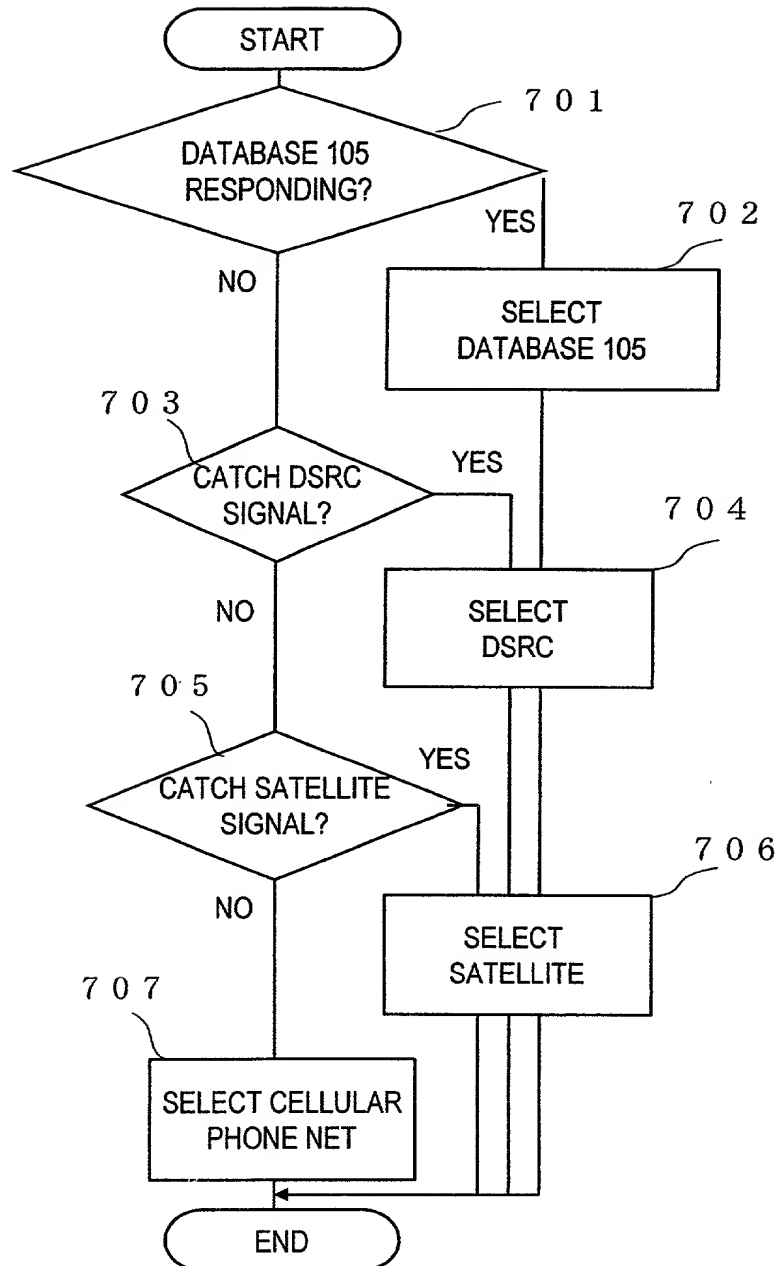 START
701
DATABASE 105
RESPONDING?
YES
702
NO
SELECT
DATABASE 105
703
CATCH DSRC
SIGNAL?
YES
704
NO
SELECT
DSRC
705
CATCH SATELLITE
SIGNAL?
YES
706
NO
SELECT
SATELLITE
707
SELECT CELLULAR
PHONE NET
END